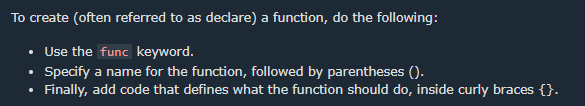 To create (often referred to as declare) a function, do the following:
• Use the func keyword.
• Specify a name for the function, followed by parentheses ().
• Finally, add code that defines what the function should do, inside curly braces {}.